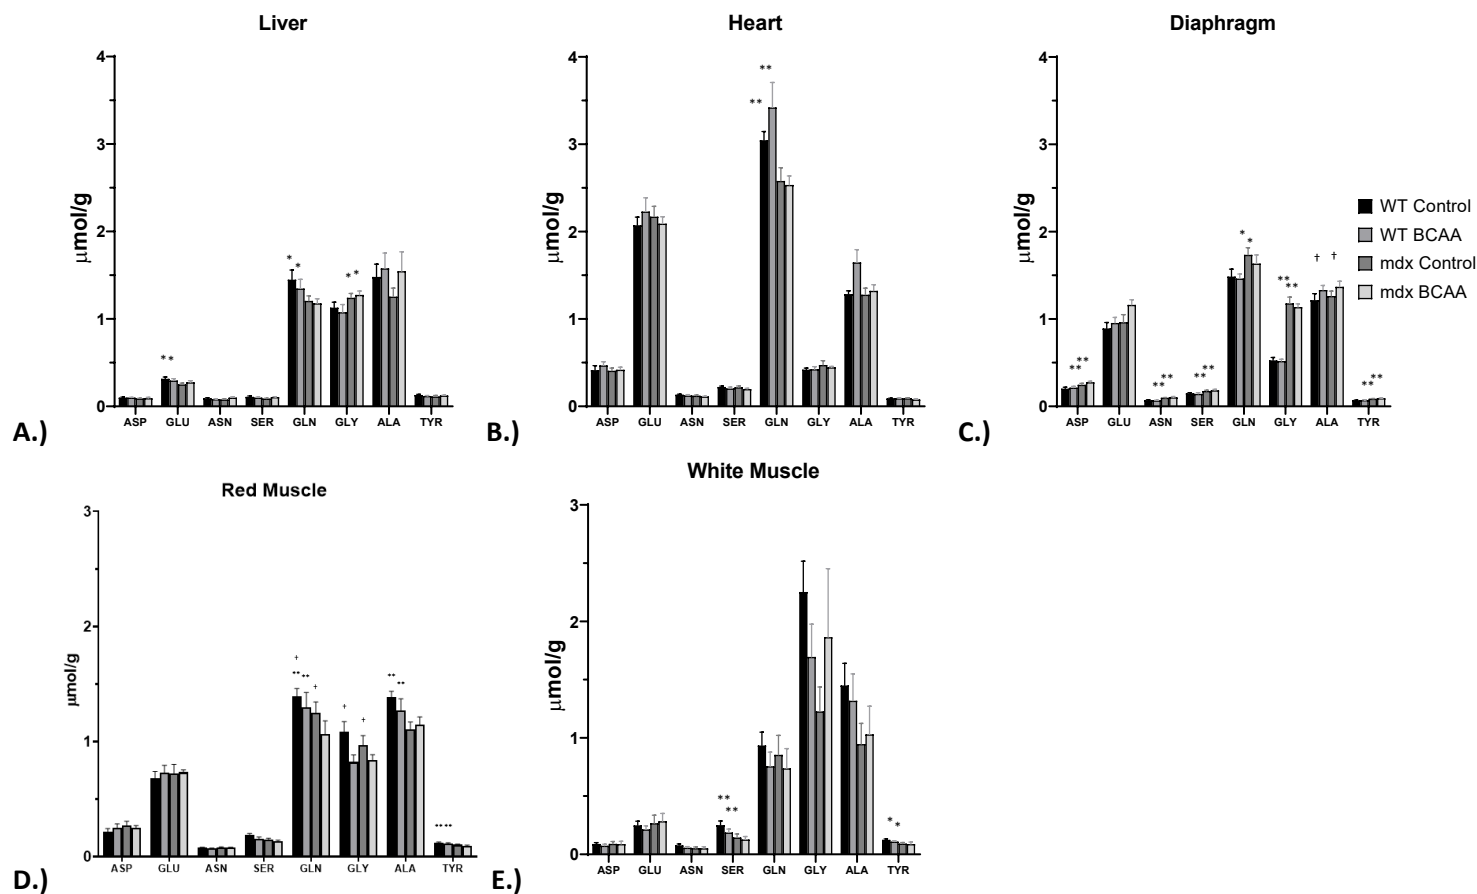 Liver
μmol/g
4
3
2
1
0
* *
* *
* *
ASP GLU ASN SER GLN GLY ALA TYR
A.)
Heart
μmol/g
4
3
2
1
0
**
**
ASP GLU ASN SER GLN GLY ALA TYR
B.)
Diaphragm
μmol/g
4
3
2
1
0
**
**
**
**
**
**
*
*
**
**
†
†
**
**
ASP GLU ASN SER GLN GLY ALA TYR
C.)
WT Control
WT BCAA
mdx Control
mdx BCAA
Red Muscle
μmol/g
3
2
1
0
†
**
**
†
†
†
**
**
** **
ASP GLU ASN SER GLN GLY ALA TYR
D.)
White Muscle
μmol/g
3
2
1
0
**
**
*
*
ASP GLU ASN SER GLN GLY ALA TYR
E.)